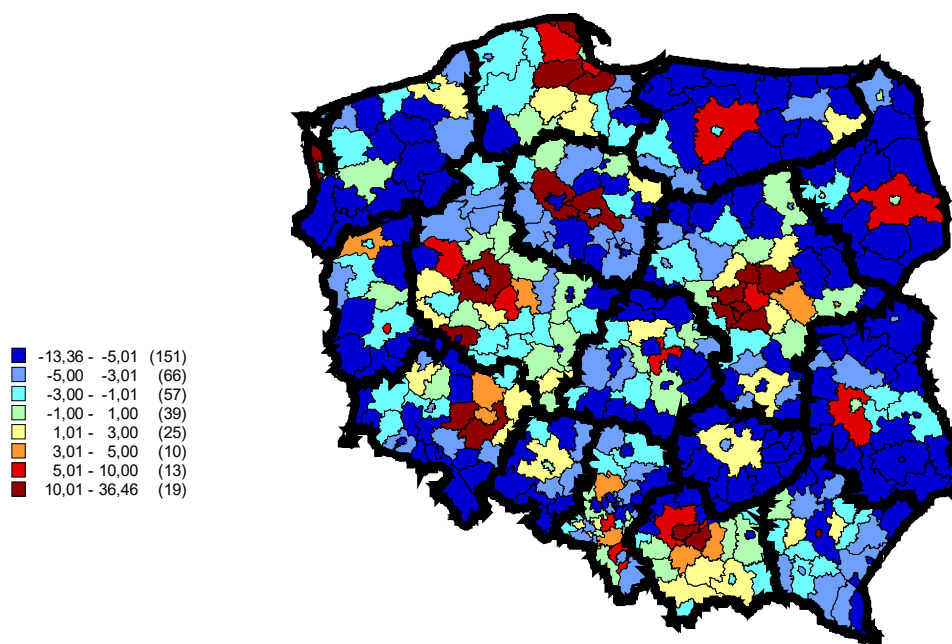 -13,36 - -5,01 (151)
-5,00 -3,01 (66)
-3,00 - -1,01 (57)
-1,00 - 1,00 (39)
1,01 - 3,00 (25)
3,01 - 5,00 (10)
5,01 - 10,00 (13)
10,01 - 36,46 (19)